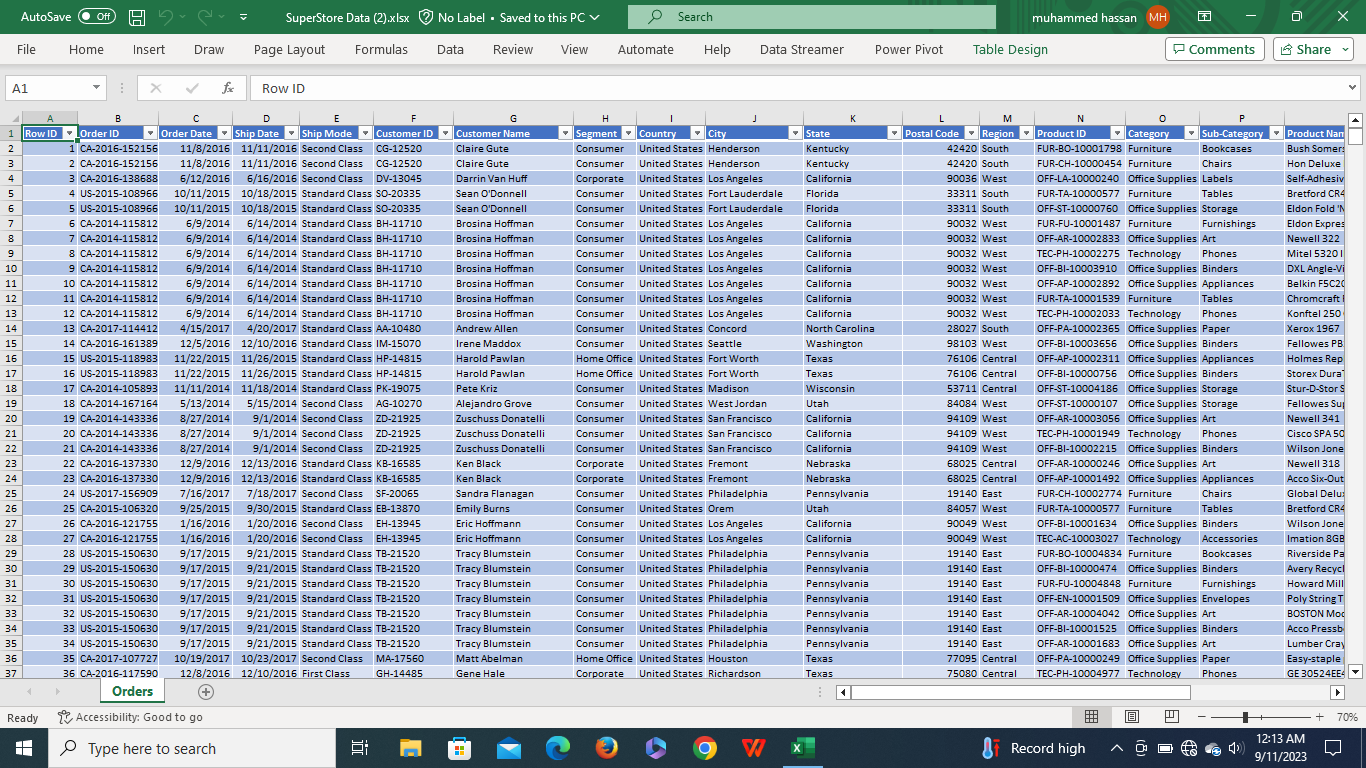 AutoSave Off SuperStore Data (2).xlsx No Label • Saved to this PC Search muhammed hassan MH
File Home Insert Draw Page Layout Formulas Data Review View Automate Help Data Streamer Power Pivot Table Design Comments Share
A1 fx Row ID
A B C D E F G H I J K L M N O P
1 Row ID Order ID Order Date Ship Date Ship Mode Customer ID Customer Name Segment Country City State Postal Code Region Product ID Category Sub-Category Product Nam
2 1 CA-2016-152156 11/8/2016 11/11/2016 Second Class CG-12520 Claire Gute Consumer United States Henderson Kentucky 42420 South FUR-BO-10001798 Furniture Bookcases Bush Somers
3 2 CA-2016-152156 11/8/2016 11/11/2016 Second Class CG-12520 Claire Gute Consumer United States Henderson Kentucky 42420 South FUR-CH-10000454 Furniture Chairs Hon Deluxe
4 3 CA-2016-138688 6/12/2016 6/16/2016 Second Class DV-13045 Darrin Van Huff Corporate United States Los Angeles California 90036 West OFF-LA-10000240 Office Supplies Labels Self-Adhesiv
5 4 US-2015-108966 10/11/2015 10/18/2015 Standard Class SO-20335 Sean O'Donnell Consumer United States Fort Lauderdale Florida 33311 South FUR-TA-10000577 Furniture Tables Bretford CR4
6 5 US-2015-108966 10/11/2015 10/18/2015 Standard Class SO-20335 Sean O'Donnell Consumer United States Fort Lauderdale Florida 33311 South OFF-ST-10000760 Office Supplies Storage Eldon Fold 'N
7 6 CA-2014-115812 6/9/2014 6/14/2014 Standard Class BH-11710 Brosina Hoffman Consumer United States Los Angeles California 90032 West FUR-FU-10001487 Furniture Furnishings Eldon Expres
8 7 CA-2014-115812 6/9/2014 6/14/2014 Standard Class BH-11710 Brosina Hoffman Consumer United States Los Angeles California 90032 West OFF-AR-10002833 Office Supplies Art Newell 322
9 8 CA-2014-115812 6/9/2014 6/14/2014 Standard Class BH-11710 Brosina Hoffman Consumer United States Los Angeles California 90032 West TEC-PH-10002275 Technology Phones Mitel 5320 I
10 9 CA-2014-115812 6/9/2014 6/14/2014 Standard Class BH-11710 Brosina Hoffman Consumer United States Los Angeles California 90032 West OFF-BI-10003910 Office Supplies Binders DXL Angle-Vi
11 10 CA-2014-115812 6/9/2014 6/14/2014 Standard Class BH-11710 Brosina Hoffman Consumer United States Los Angeles California 90032 West OFF-AP-10002892 Office Supplies Appliances Belkin F5C20
12 11 CA-2014-115812 6/9/2014 6/14/2014 Standard Class BH-11710 Brosina Hoffman Consumer United States Los Angeles California 90032 West FUR-TA-10001539 Furniture Tables Chromcraft
13 12 CA-2014-115812 6/9/2014 6/14/2014 Standard Class BH-11710 Brosina Hoffman Consumer United States Los Angeles California 90032 West TEC-PH-10002033 Technology Phones Konftel 250
14 13 CA-2017-114412 4/15/2017 4/20/2017 Standard Class AA-10480 Andrew Allen Consumer United States Concord North Carolina 28027 South OFF-PA-10002365 Office Supplies Paper Xerox 1967
15 14 CA-2016-161389 12/5/2016 12/10/2016 Standard Class IM-15070 Irene Maddox Consumer United States Seattle Washington 98103 West OFF-BI-10003656 Office Supplies Binders Fellowes PB
16 15 US-2015-118983 11/22/2015 11/26/2015 Standard Class HP-14815 Harold Pawlan Home Office United States Fort Worth Texas 76106 Central OFF-AP-10002311 Office Supplies Appliances Holmes Rep
17 16 US-2015-118983 11/22/2015 11/26/2015 Standard Class HP-14815 Harold Pawlan Home Office United States Fort Worth Texas 76106 Central OFF-BI-10000756 Office Supplies Binders Storex Dura
18 17 CA-2014-105893 11/11/2014 11/18/2014 Standard Class PK-19075 Pete Kriz Consumer United States Madison Wisconsin 53711 Central OFF-ST-10004186 Office Supplies Storage Stur-D-Stor S
19 18 CA-2014-167164 5/13/2014 5/15/2014 Second Class AG-10270 Alejandro Grove Consumer United States West Jordan Utah 84084 West OFF-ST-10000107 Office Supplies Storage Fellowes Sup
20 19 CA-2014-143336 8/27/2014 9/1/2014 Second Class ZD-21925 Zuschuss Donatelli Consumer United States San Francisco California 94109 West OFF-AR-10003056 Office Supplies Art Newell 341
21 20 CA-2014-143336 8/27/2014 9/1/2014 Second Class ZD-21925 Zuschuss Donatelli Consumer United States San Francisco California 94109 West TEC-PH-10001949 Technology Phones Cisco SPA 50
22 21 CA-2014-143336 8/27/2014 9/1/2014 Second Class ZD-21925 Zuschuss Donatelli Consumer United States San Francisco California 94109 West OFF-BI-10002215 Office Supplies Binders Wilson Jone
23 22 CA-2016-137330 12/9/2016 12/13/2016 Standard Class KB-16585 Ken Black Corporate United States Fremont Nebraska 68025 Central OFF-AR-10000246 Office Supplies Art Newell 318
24 23 CA-2016-137330 12/9/2016 12/13/2016 Standard Class KB-16585 Ken Black Corporate United States Fremont Nebraska 68025 Central OFF-AP-10001492 Office Supplies Appliances Acco Six-Out
25 24 US-2017-156909 7/16/2017 7/18/2017 Second Class SF-20065 Sandra Flanagan Consumer United States Philadelphia Pennsylvania 19140 East FUR-CH-10002774 Furniture Chairs Global Delu
26 25 CA-2015-106320 9/25/2015 9/30/2015 Standard Class EB-13870 Emily Burns Consumer United States Orem Utah 84057 West FUR-TA-10000577 Furniture Tables Bretford CR4
27 26 CA-2016-121755 1/16/2016 1/20/2016 Second Class EH-13945 Eric Hoffmann Consumer United States Los Angeles California 90049 West OFF-BI-10001634 Office Supplies Binders Wilson Jone
28 27 CA-2016-121755 1/16/2016 1/20/2016 Second Class EH-13945 Eric Hoffmann Consumer United States Los Angeles California 90049 West TEC-AC-10003027 Technology Accessories Imation 8GB
29 28 US-2015-150630 9/17/2015 9/21/2015 Standard Class TB-21520 Tracy Blumstein Consumer United States Philadelphia Pennsylvania 19140 East FUR-BO-10004834 Furniture Bookcases Riverside Pa
30 29 US-2015-150630 9/17/2015 9/21/2015 Standard Class TB-21520 Tracy Blumstein Consumer United States Philadelphia Pennsylvania 19140 East OFF-BI-10000474 Office Supplies Binders Avery Recycl
31 30 US-2015-150630 9/17/2015 9/21/2015 Standard Class TB-21520 Tracy Blumstein Consumer United States Philadelphia Pennsylvania 19140 East FUR-FU-10004848 Furniture Furnishings Howard Mill
32 31 US-2015-150630 9/17/2015 9/21/2015 Standard Class TB-21520 Tracy Blumstein Consumer United States Philadelphia Pennsylvania 19140 East OFF-EN-10001509 Office Supplies Envelopes Poly String T
33 32 US-2015-150630 9/17/2015 9/21/2015 Standard Class TB-21520 Tracy Blumstein Consumer United States Philadelphia Pennsylvania 19140 East OFF-AR-10004042 Office Supplies Art BOSTON Moc
34 33 US-2015-150630 9/17/2015 9/21/2015 Standard Class TB-21520 Tracy Blumstein Consumer United States Philadelphia Pennsylvania 19140 East OFF-BI-10001525 Office Supplies Binders Acco Pressb
35 34 US-2015-150630 9/17/2015 9/21/2015 Standard Class TB-21520 Tracy Blumstein Consumer United States Philadelphia Pennsylvania 19140 East OFF-AR-10001683 Office Supplies Art Lumber Cray
36 35 CA-2017-107727 10/19/2017 10/23/2017 Second Class MA-17560 Matt Abelman Home Office United States Houston Texas 77095 Central OFF-PA-10000249 Office Supplies Paper Easy-staple
37 36 CA-2016-117590 12/8/2016 12/10/2016 First Class GH-14485 Gene Hale Corporate United States Richardson Texas 75080 Central TEC-PH-10004977 Technology Phones GE 30524EE4
Orders
Ready Accessibility: Good to go 70%
Type here to search Record high 12:13 AM
9/11/2023